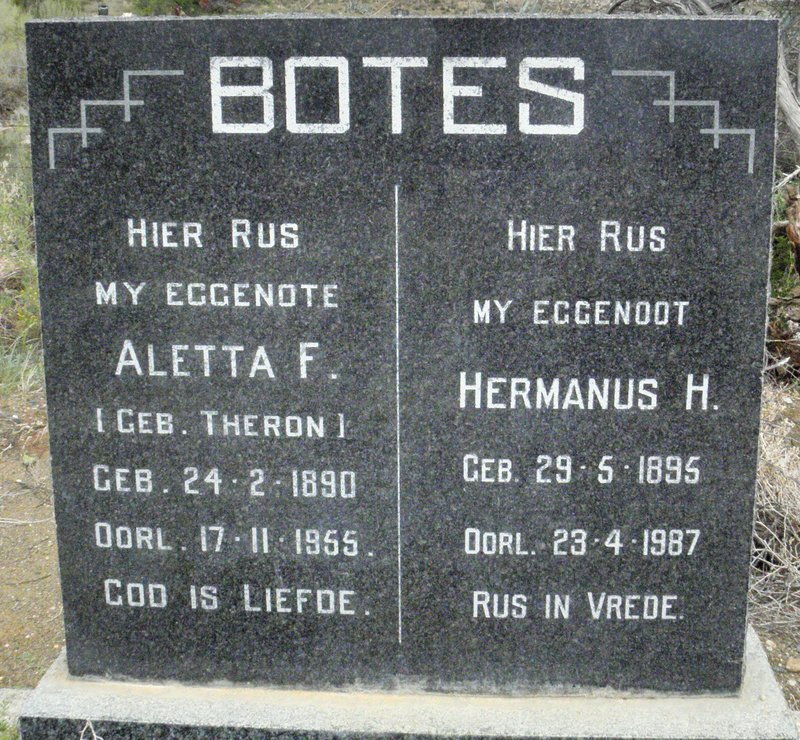 BOTES
HIER RUS
MY EGGENOTE
ALETTA F.
(GEB. THERON)
GEB. 24·2·1890
OORL. 17·11·1955.
GOD IS LIEFDE.
HIER RUS
MY EGGENOOT
HERMANUS H.
GEB. 29·5·1895
OORL. 23·4·1987
RUS IN VREDE.